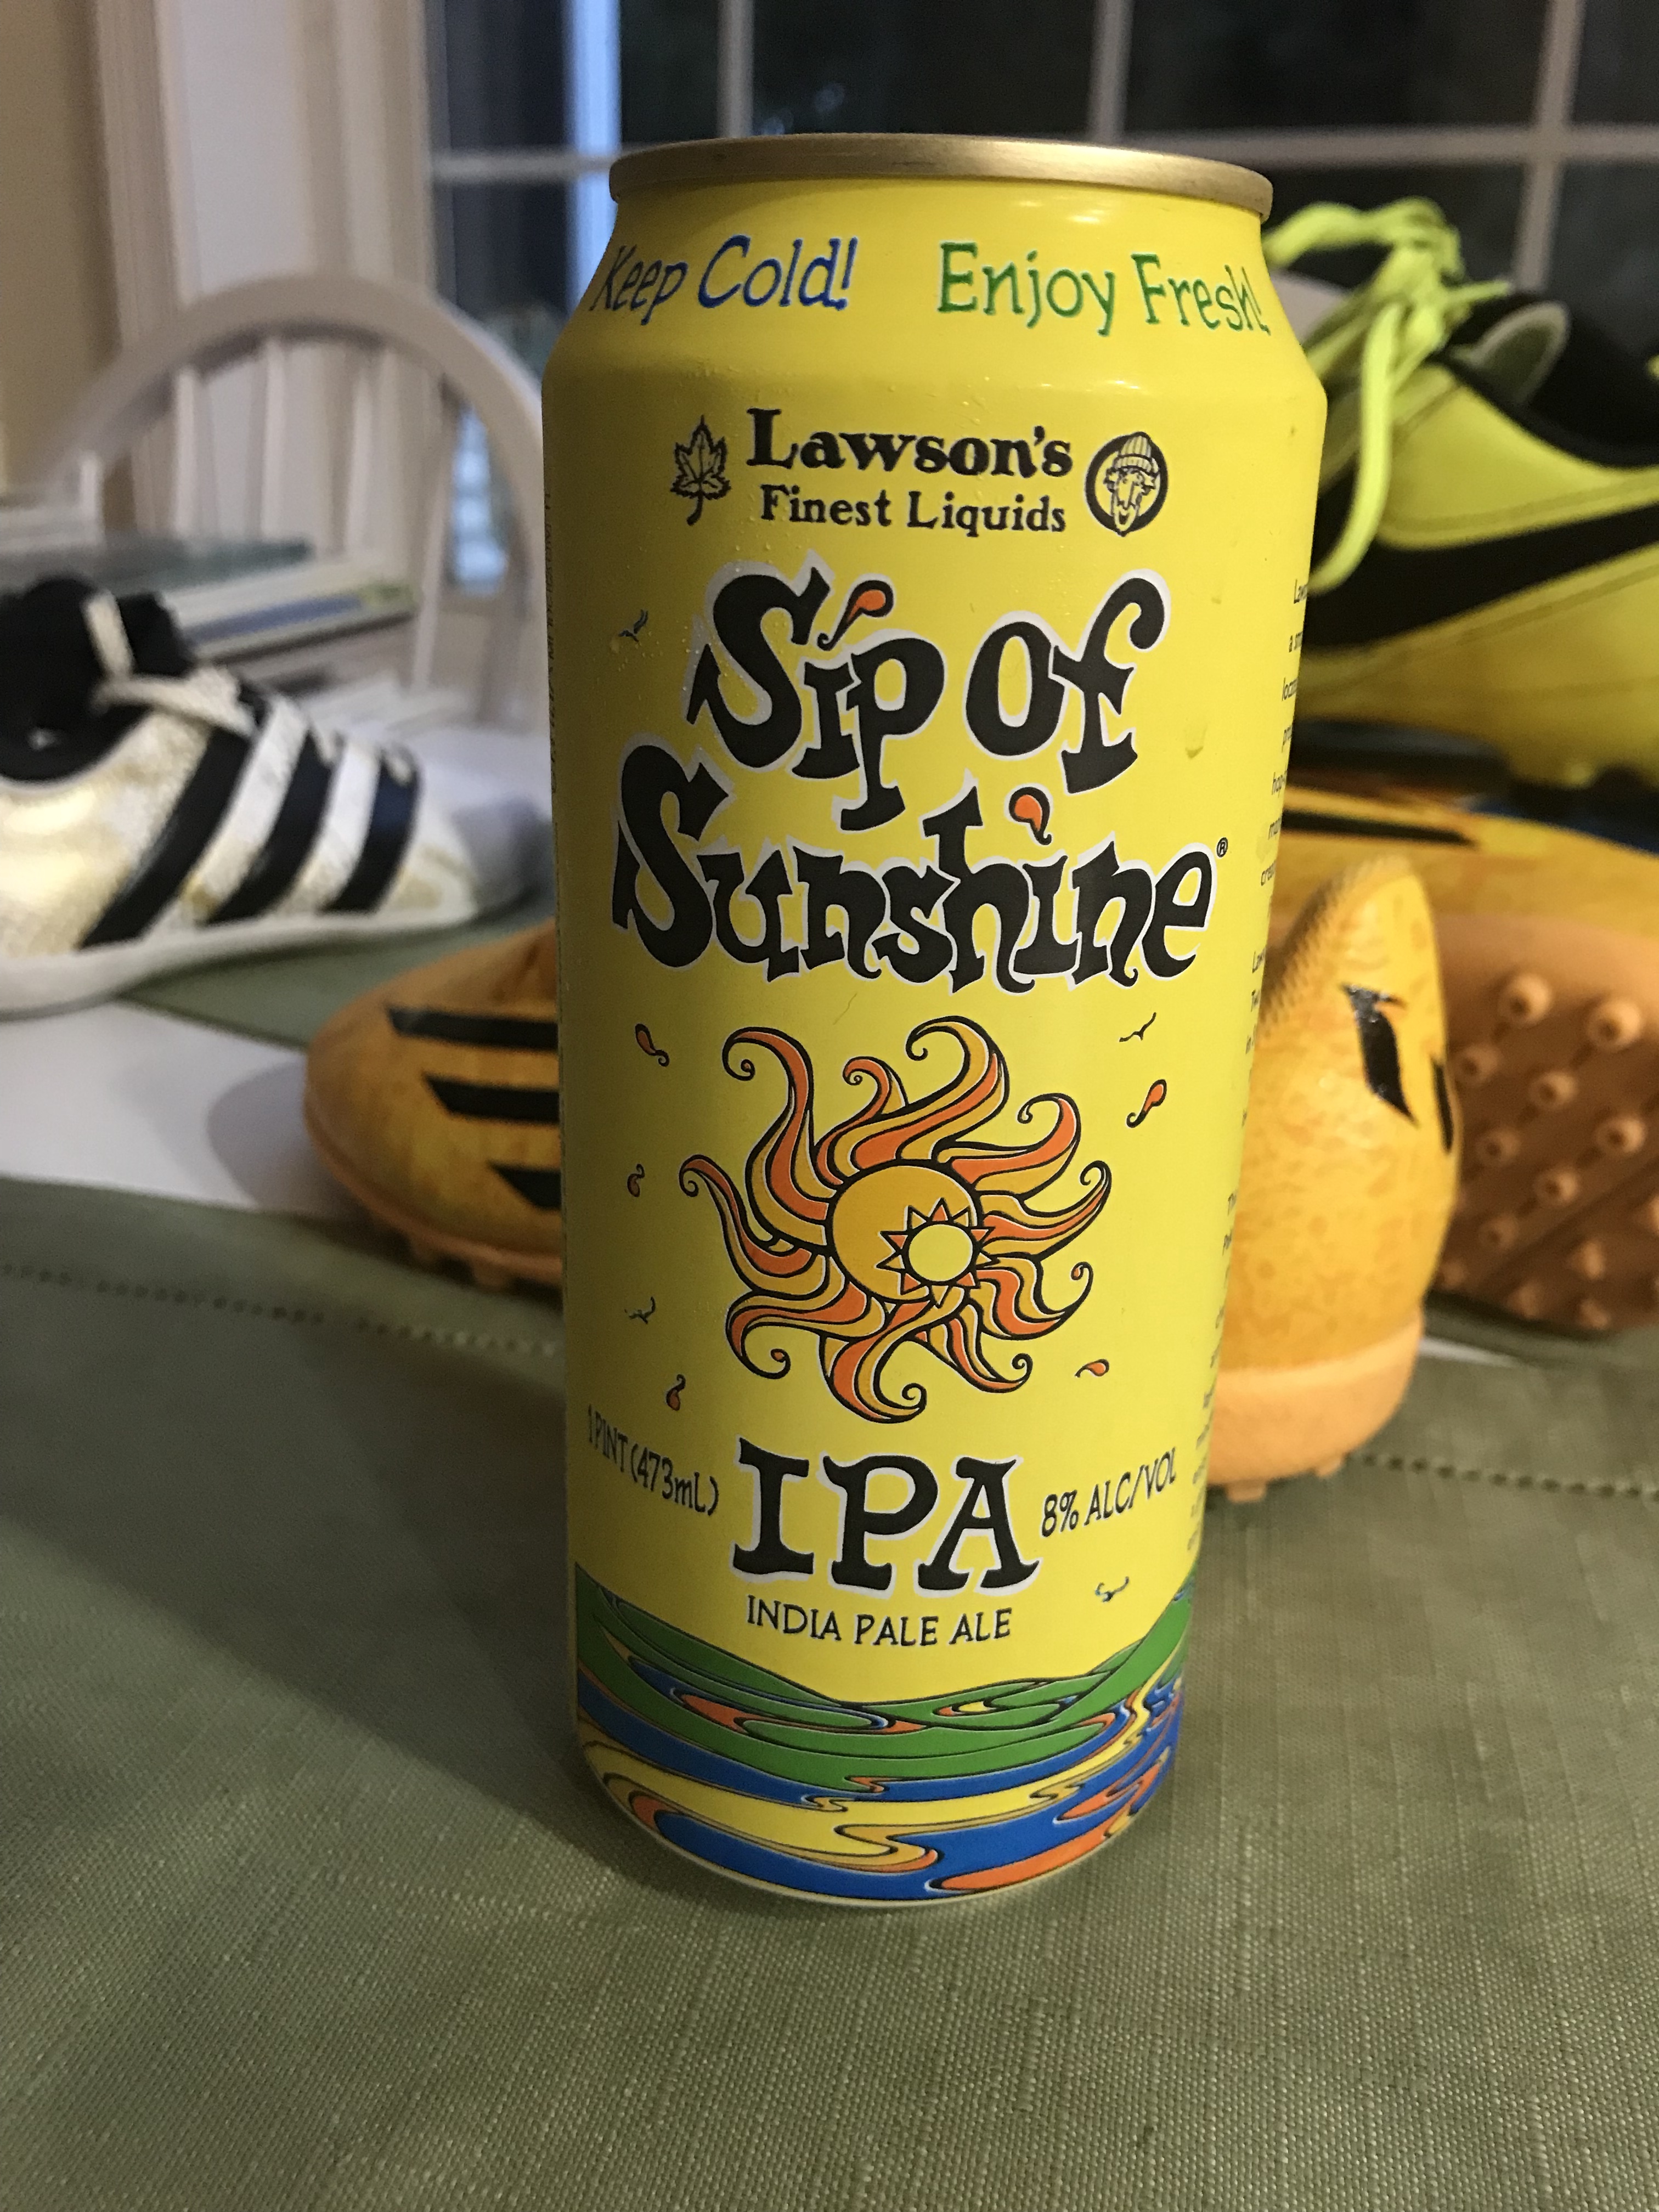 Keep Cold! Enjoy Fresh!
Lawson's
Finest Liquids
Sip of
Sunshine®
1 PINT (473mL)
IPA
8% ALC/VOL
INDIA PALE ALE